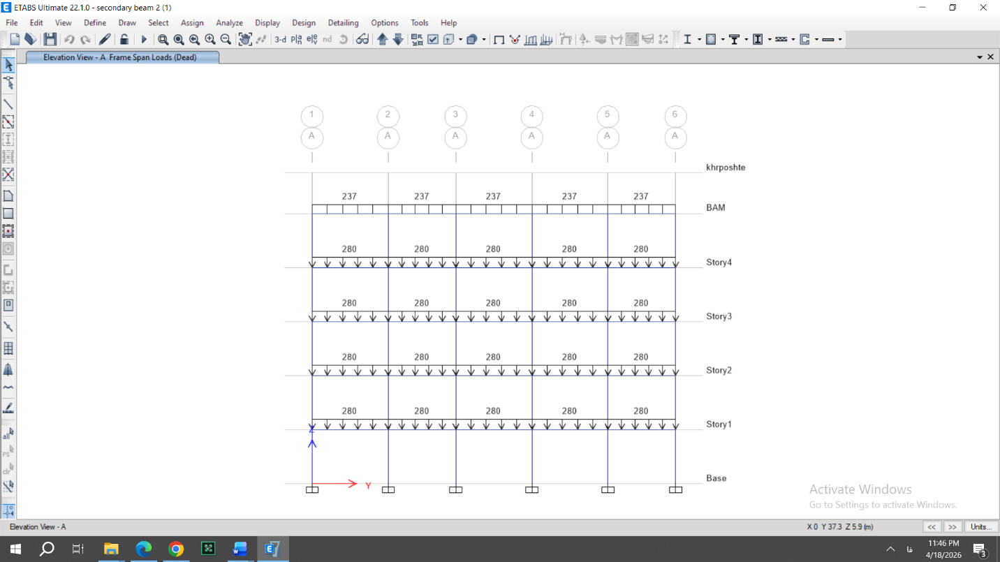 ETABS Ultimate 22.1.0 - secondary beam 2 (1)
File Edit View Define Draw Select Assign Analyze Display Design Detailing Options Tools Help
3-d pla ele nd
Elevation View - A Frame Span Loads (Dead)
1 2 3 4 5 6
A A A A A A
khrposhte
237 237 237 237 237
BAM
280 280 280 280 280
Story4
280 280 280 280 280
Story3
280 280 280 280 280
Story2
280 280 280 280 280
Story1
Z
Base
Y
all
ps
clr
Activate Windows
Go to Settings to activate Windows.
Elevation View - A
X 0 Y 37.3 Z 5.9 (m)
<< >> Units...
فا
11:46 PM
4/18/2026
3